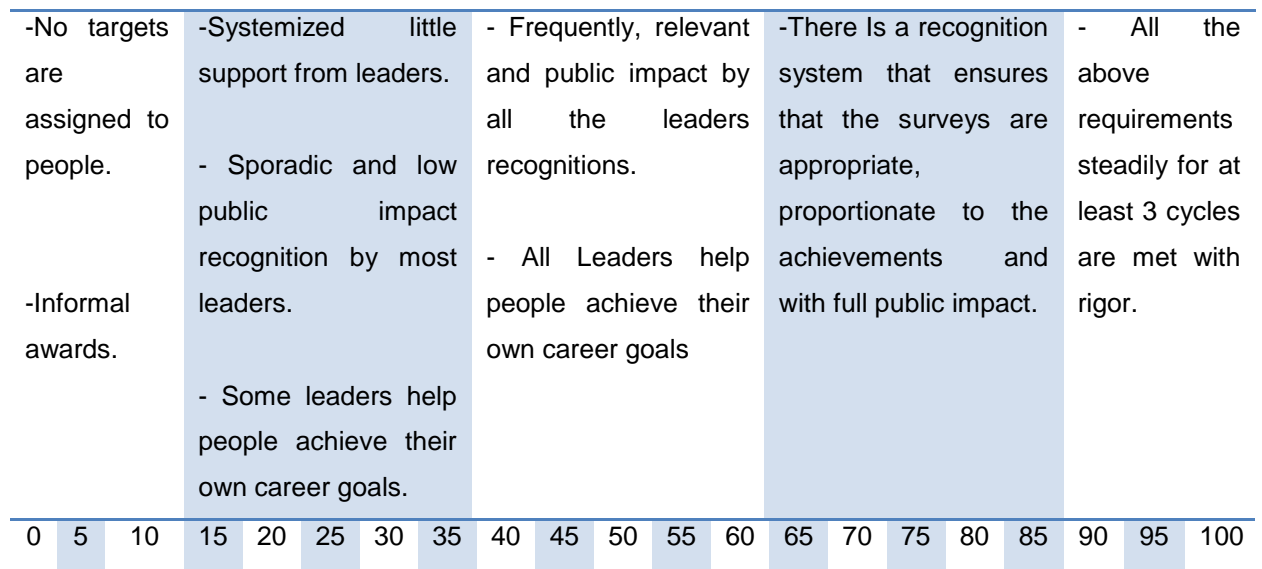 -No targets
are
assigned to
people.
-Informal
awards.
-Systemized little
support from leaders.
- Sporadic and low
public impact
recognition by most
leaders.
- Some leaders help
people achieve their
own career goals.
- Frequently, relevant
and public impact by
all the leaders
recognitions.
- All Leaders help
people achieve their
own career goals
-There Is a recognition
system that ensures
that the surveys are
appropriate,
proportionate to the
achievements and
with full public impact.
- All the
above
requirements
steadily for at
least 3 cycles
are met with
rigor.
0 5 10 15 20 25 30 35 40 45 50 55 60 65 70 75 80 85 90 95 100